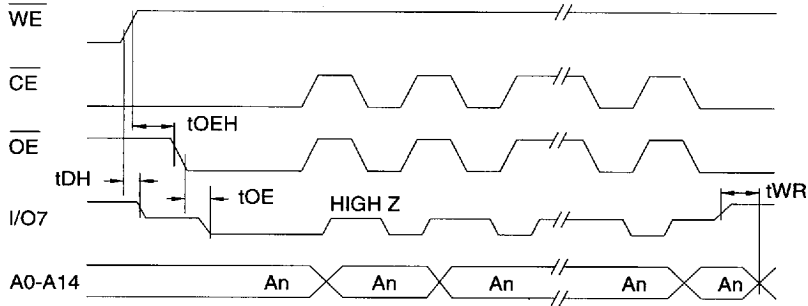 WE
CE
tOEH
OE
tDH
tOE
tWR
I/O7
HIGH Z
A0-A14
An An An An An